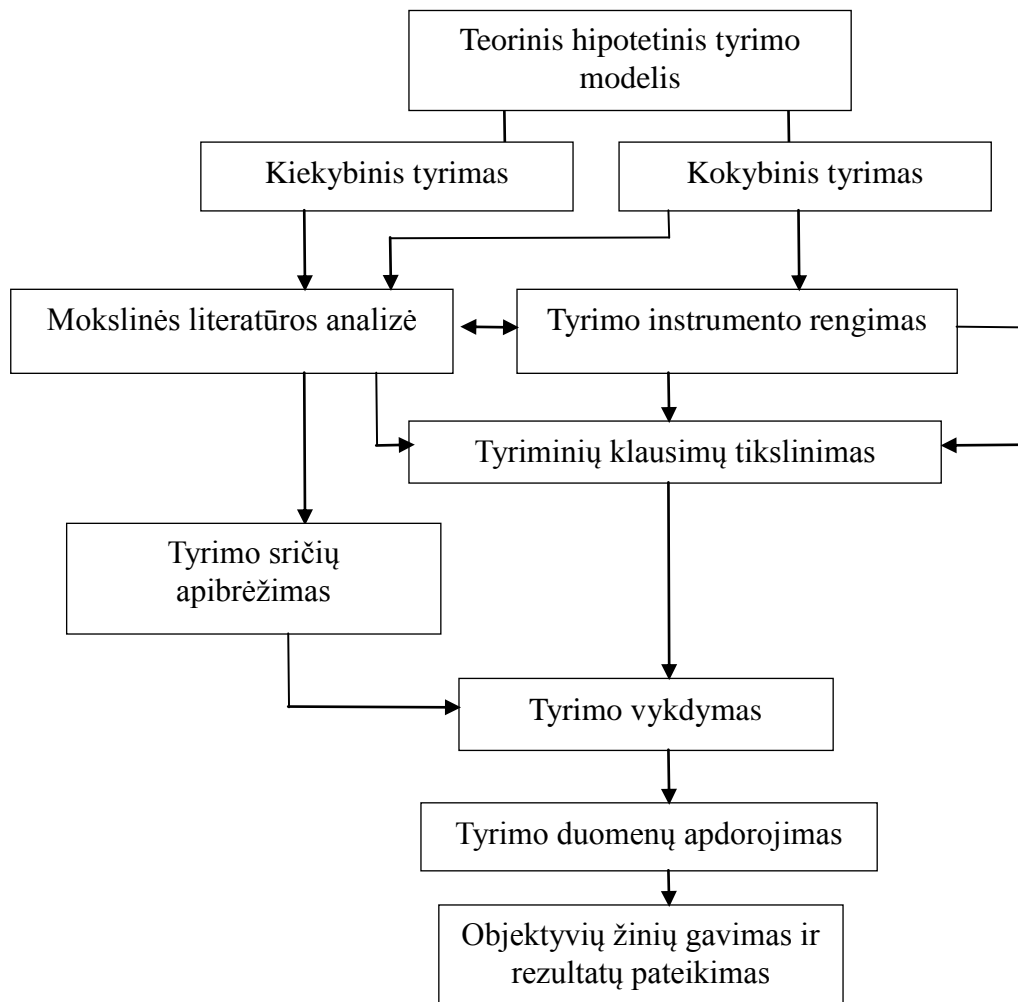 Teorinis hipotetinis tyrimo
modelis
Kiekybinis tyrimas
Kokybinis tyrimas
Mokslinės literatūros analizė
Tyrimo instrumento rengimas
Tyriminių klausimų tikslinimas
Tyrimo sričių
apibrėžimas
Tyrimo vykdymas
Tyrimo duomenų apdorojimas
Objektyvių žinių gavimas ir
rezultatų pateikimas